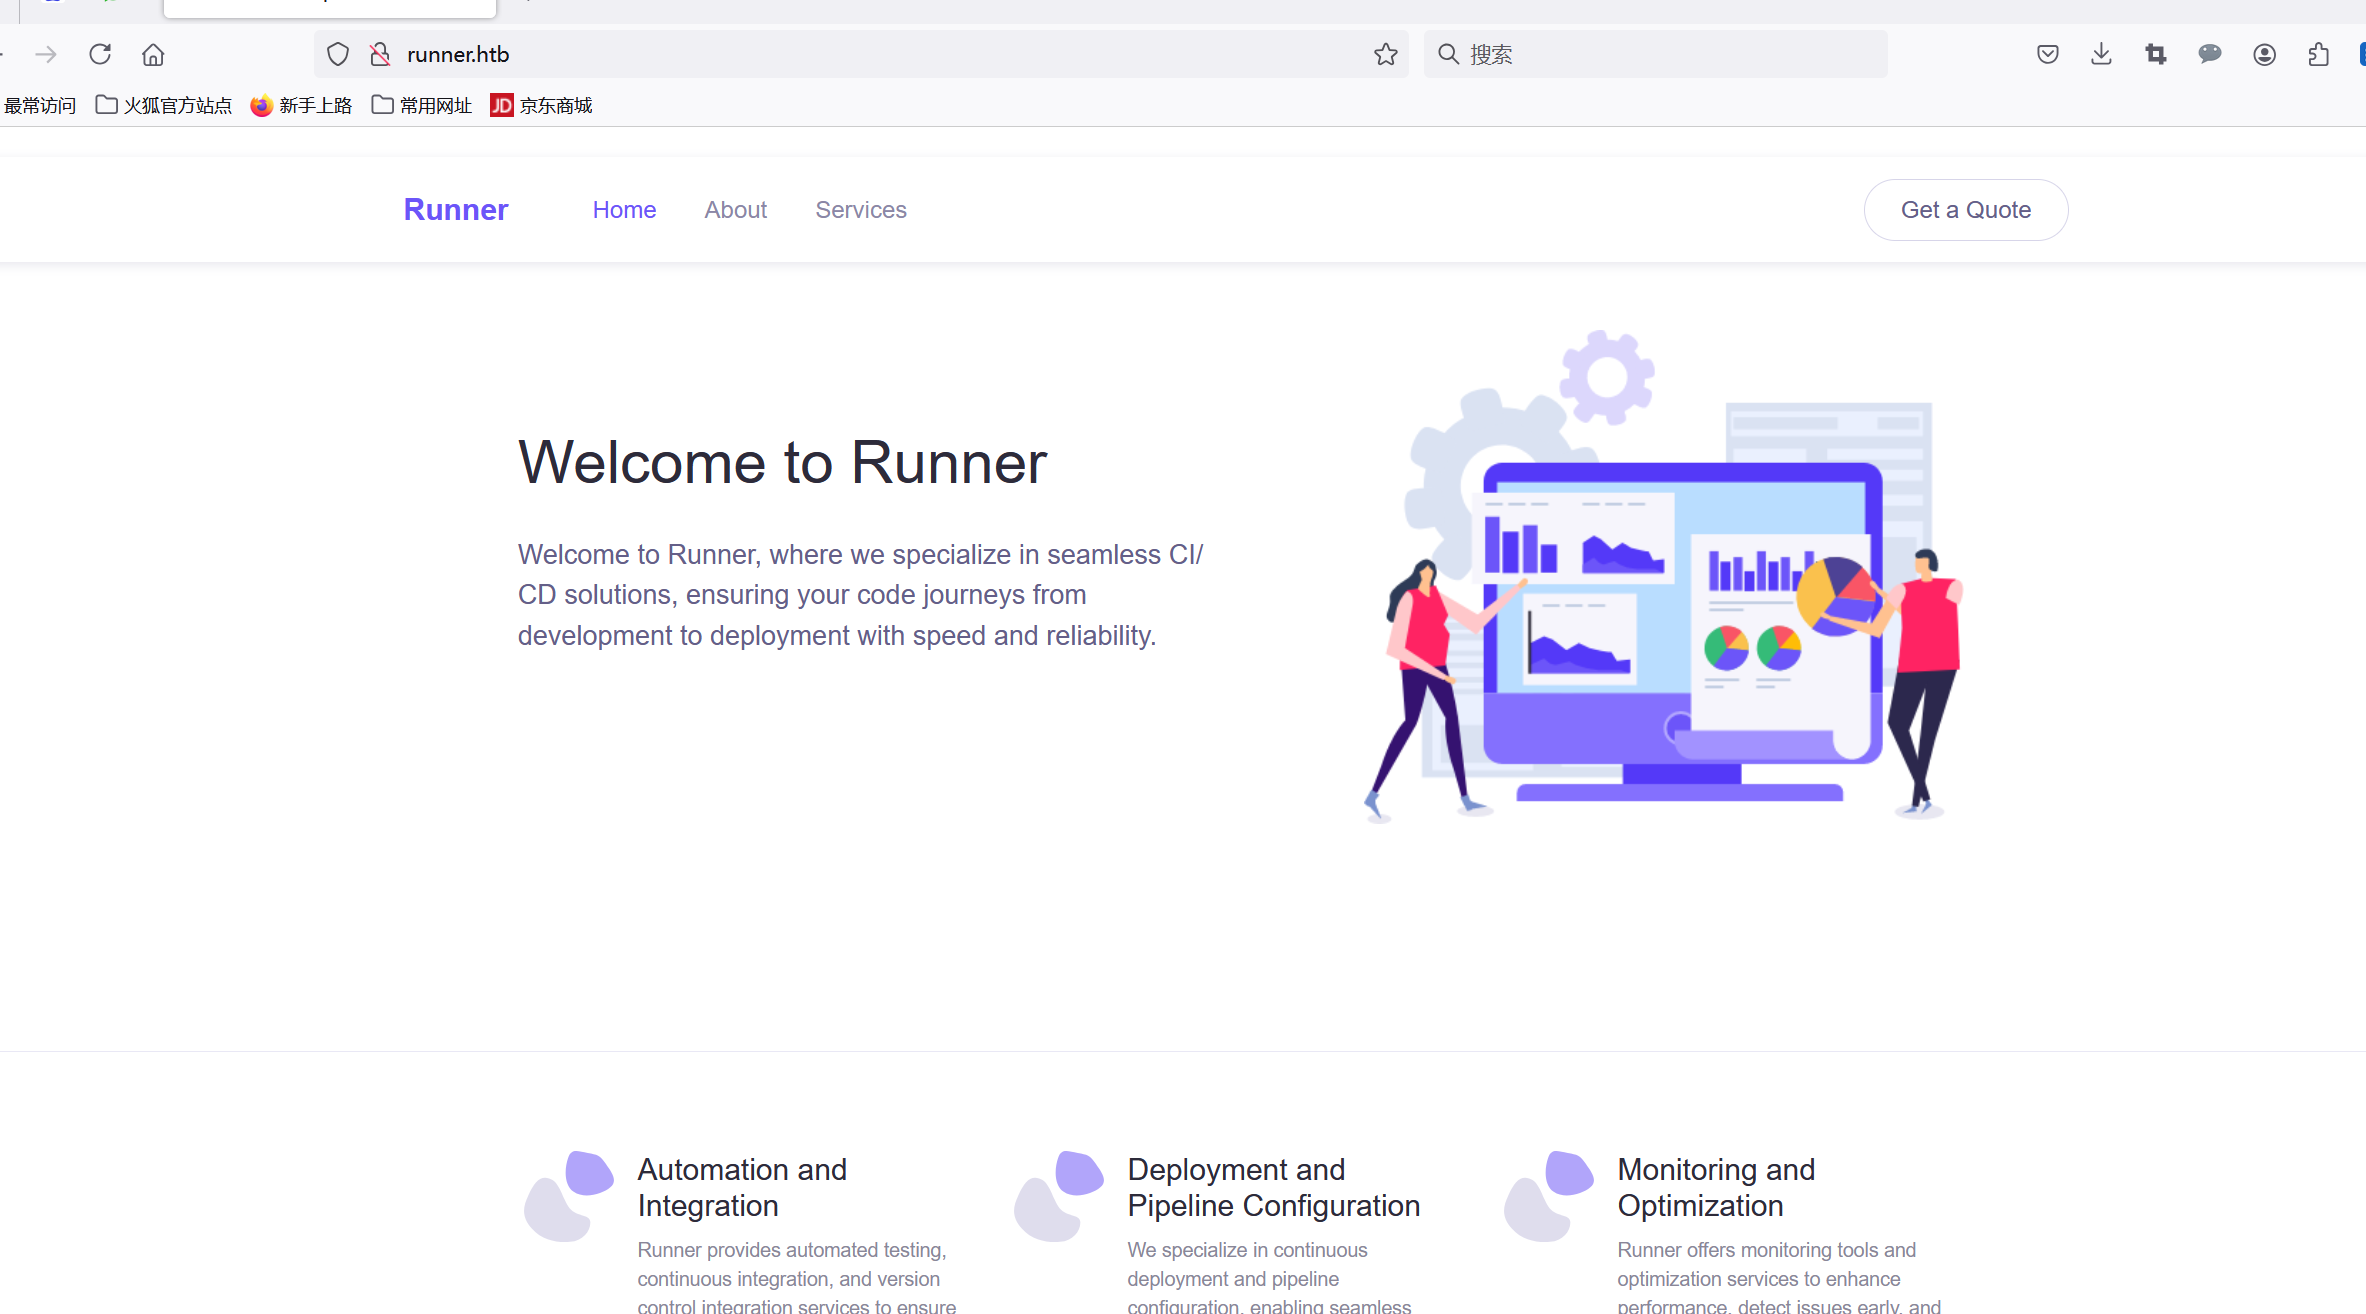 runner.htb
搜索
最常访问 火狐官方站点 新手上路 常用网址 JD 京东商城
Runner Home About Services Get a Quote
Welcome to Runner
Welcome to Runner, where we specialize in seamless CI/
CD solutions, ensuring your code journeys from
development to deployment with speed and reliability.
Automation and
Integration
Runner provides automated testing,
continuous integration, and version
control integration services to ensure
Deployment and
Pipeline Configuration
We specialize in continuous
deployment and pipeline
configuration, enabling seamless
Monitoring and
Optimization
Runner offers monitoring tools and
optimization services to enhance
performance, detect issues early, and